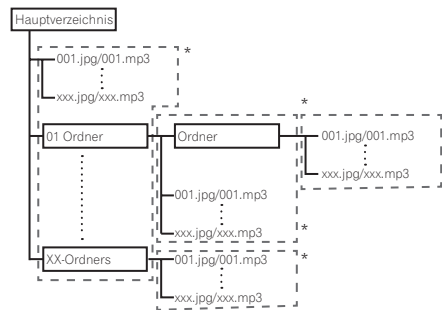 Hauptverzeichnis
001.jpg/001.mp3
*
xxx.jpg/xxx.mp3
01 Ordner
Ordner
*
001.jpg/001.mp3
xxx.jpg/xxx.mp3
001.jpg/001.mp3
xxx.jpg/xxx.mp3
*
XX-Ordners
001.jpg/001.mp3
*
xxx.jpg/xxx.mp3